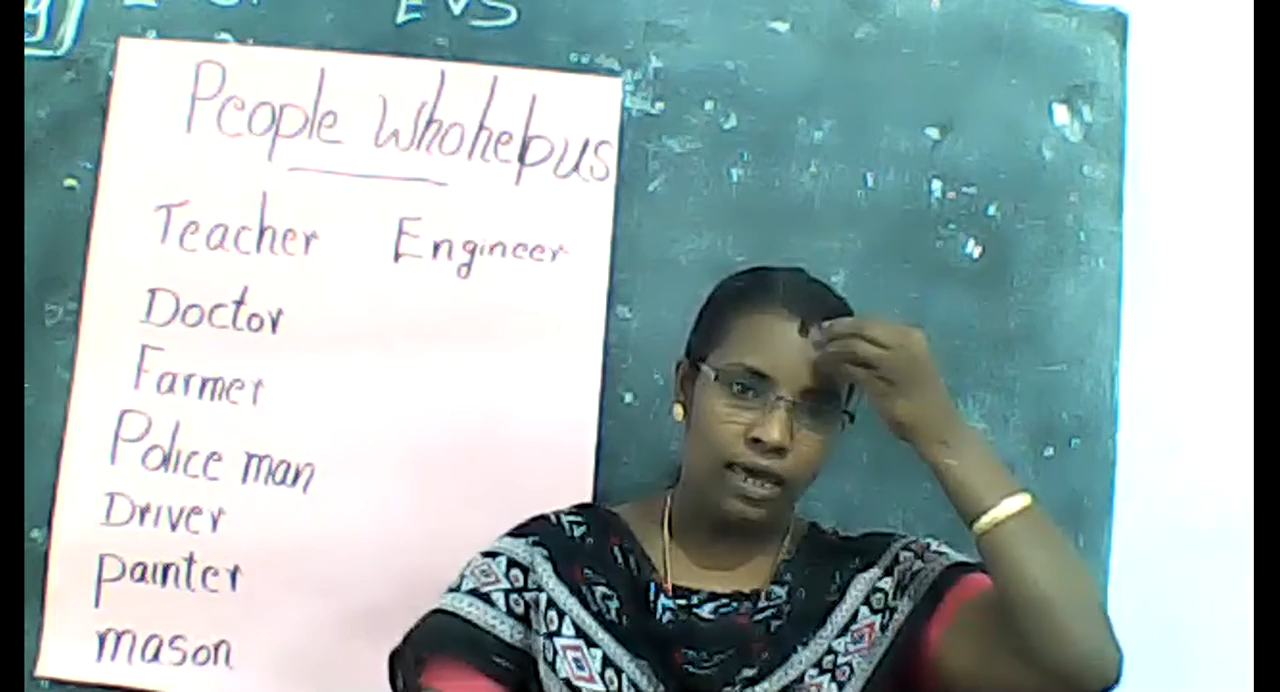 EVS
People Whohelpus
Teacher Engineer
Doctor
Farmer
Police man
Driver
painter
mason